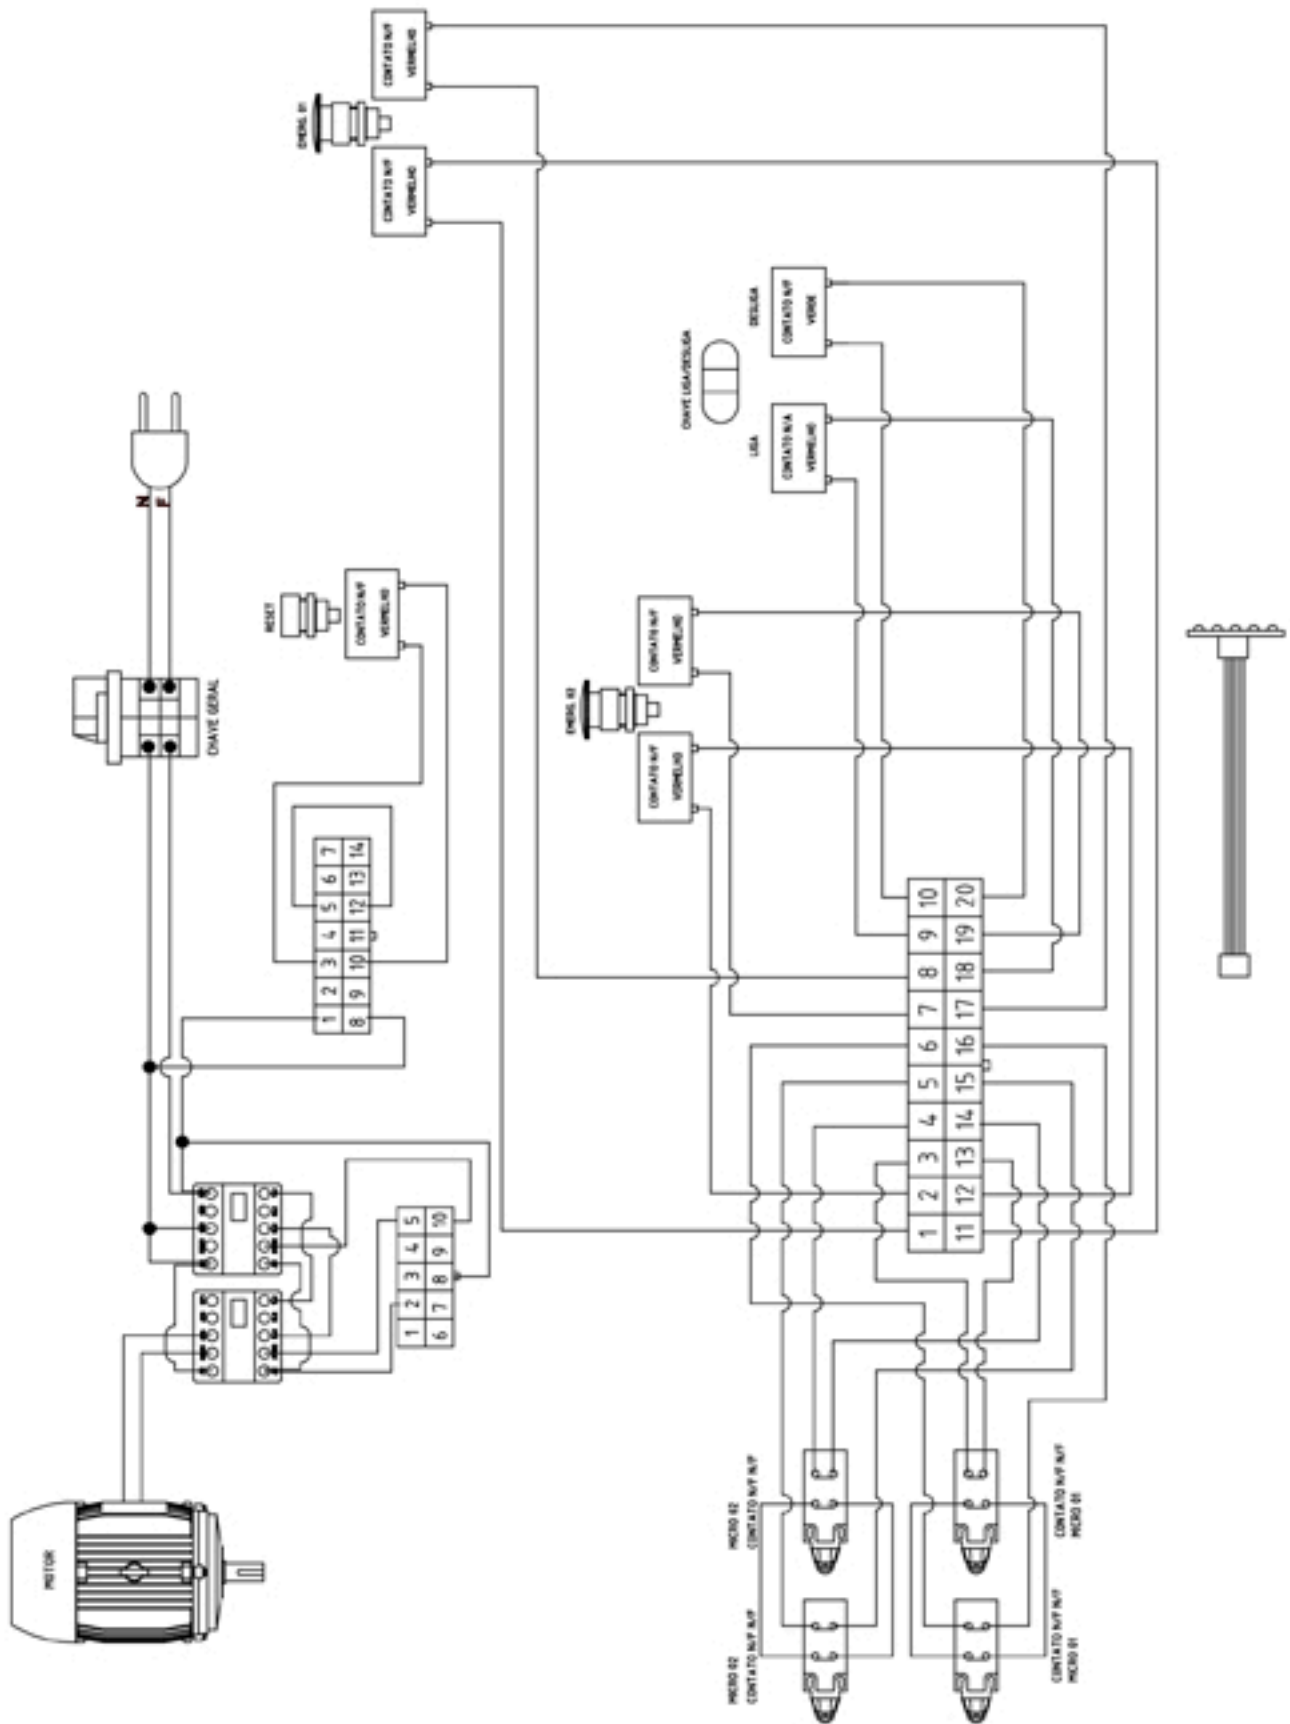 MOTOR
N
F
CHAVE GERAL
RESET
CONTATO N/F
VERMELHO
EMERG. 01
CONTATO N/F
VERMELHO
CONTATO N/F
VERMELHO
1 2 3 4 5 6 7
8 9 10 11 12 13 14
1 2 3 4 5
6 7 8 9 10
EMERG. 02
CONTATO N/F
VERMELHO
CONTATO N/F
VERMELHO
CHAVE LIGA/DESLIGA
LIGA
CONTATO N/A
VERMELHO
DESLIGA
CONTATO N/F
VERDE
MICRO 02
CONTATO N/F N/F
MICRO 02
CONTATO N/F N/F
1 2 3 4 5 6 7 8 9 10
11 12 13 14 15 16 17 18 19 20
CONTATO N/F N/F
MICRO 01
CONTATO N/F N/F
MICRO 01